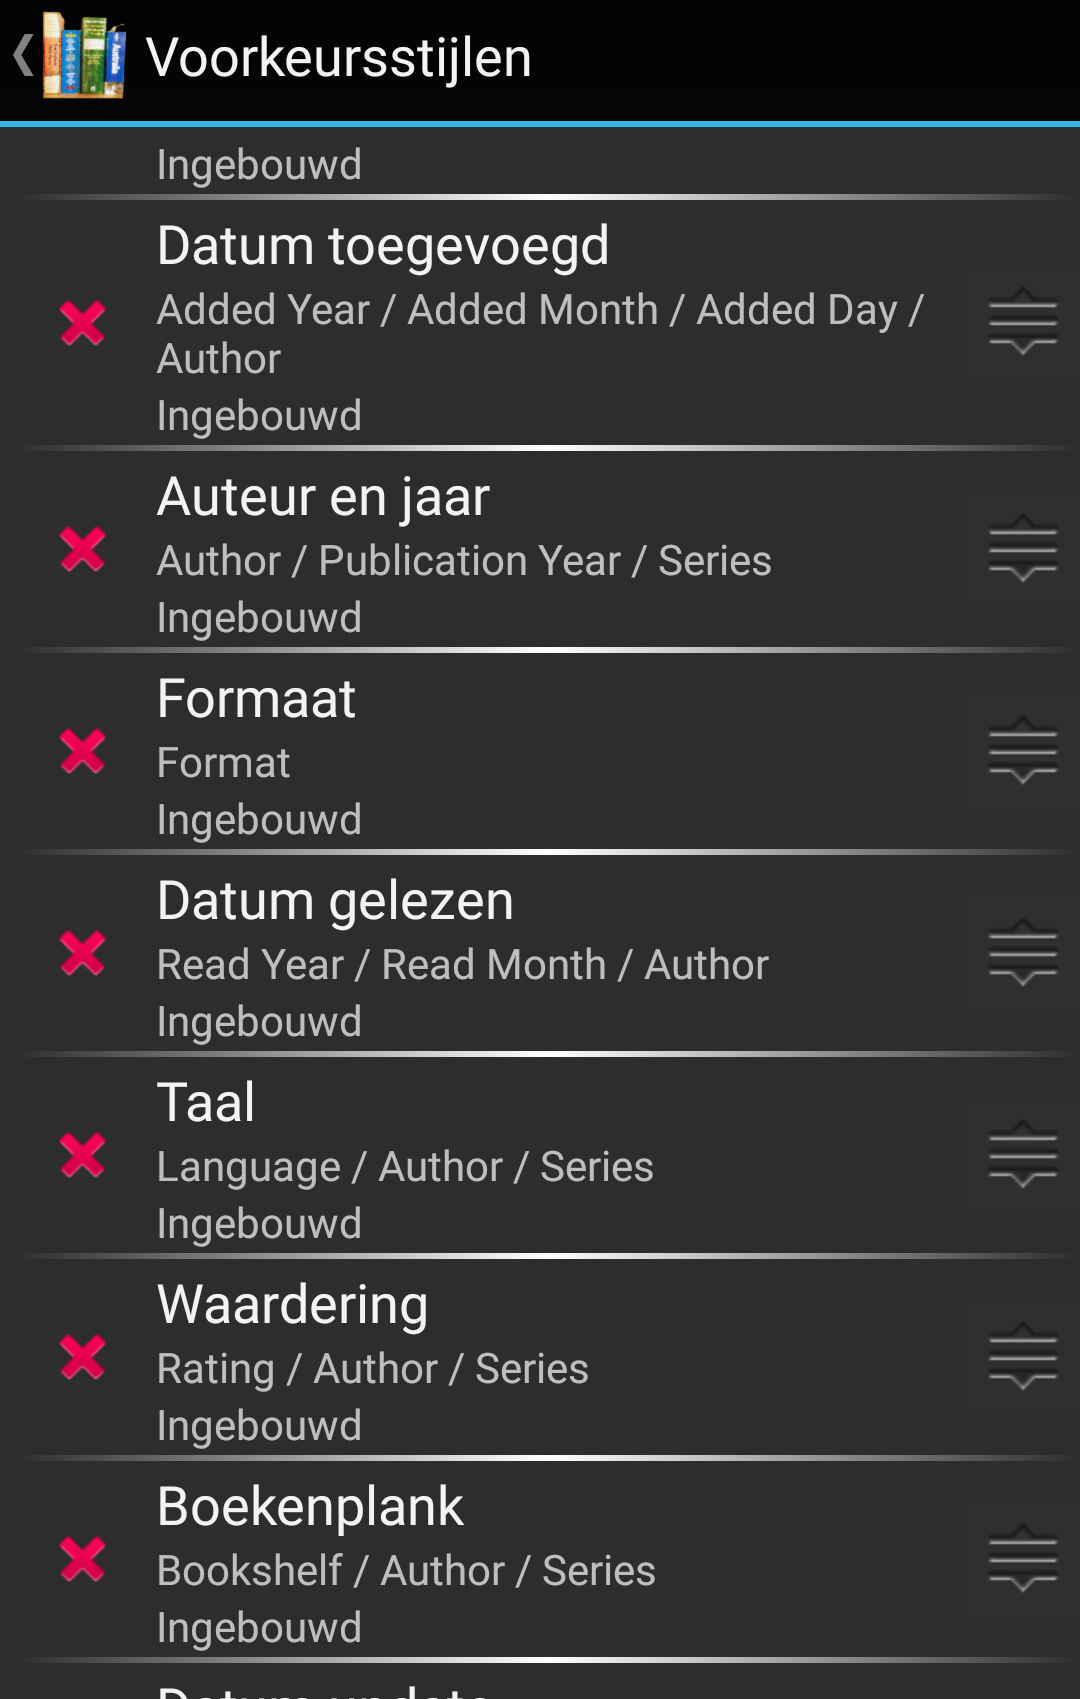 Voorkeursstijlen
Ingebouwd
Datum toegevoegd
Added Year / Added Month / Added Day /
Author
Ingebouwd
Auteur en jaar
Author / Publication Year / Series
Ingebouwd
Formaat
Format
Ingebouwd
Datum gelezen
Read Year / Read Month / Author
Ingebouwd
Taal
Language / Author / Series
Ingebouwd
Waardering
Rating / Author / Series
Ingebouwd
Boekenplank
Bookshelf / Author / Series
Ingebouwd
Datum update